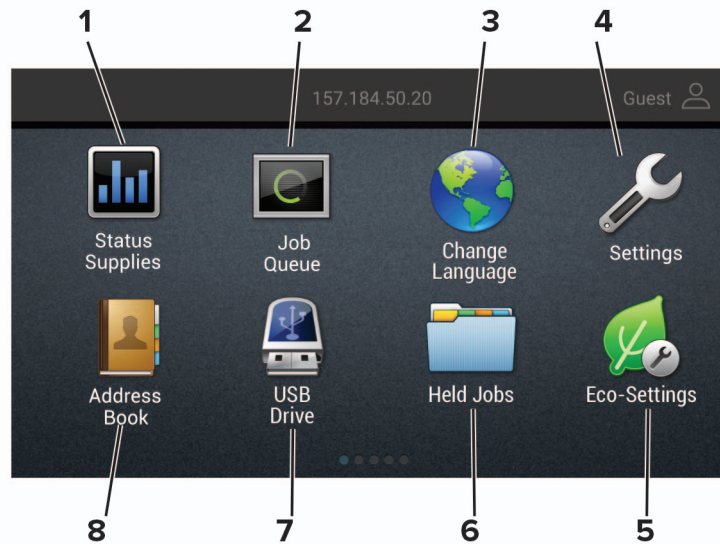 1 2 3 4
157.184.50.20 Guest
Status Supplies
Job Queue
Change Language
Settings
Address Book
USB Drive
Held Jobs
Eco-Settings
8 7 6 5